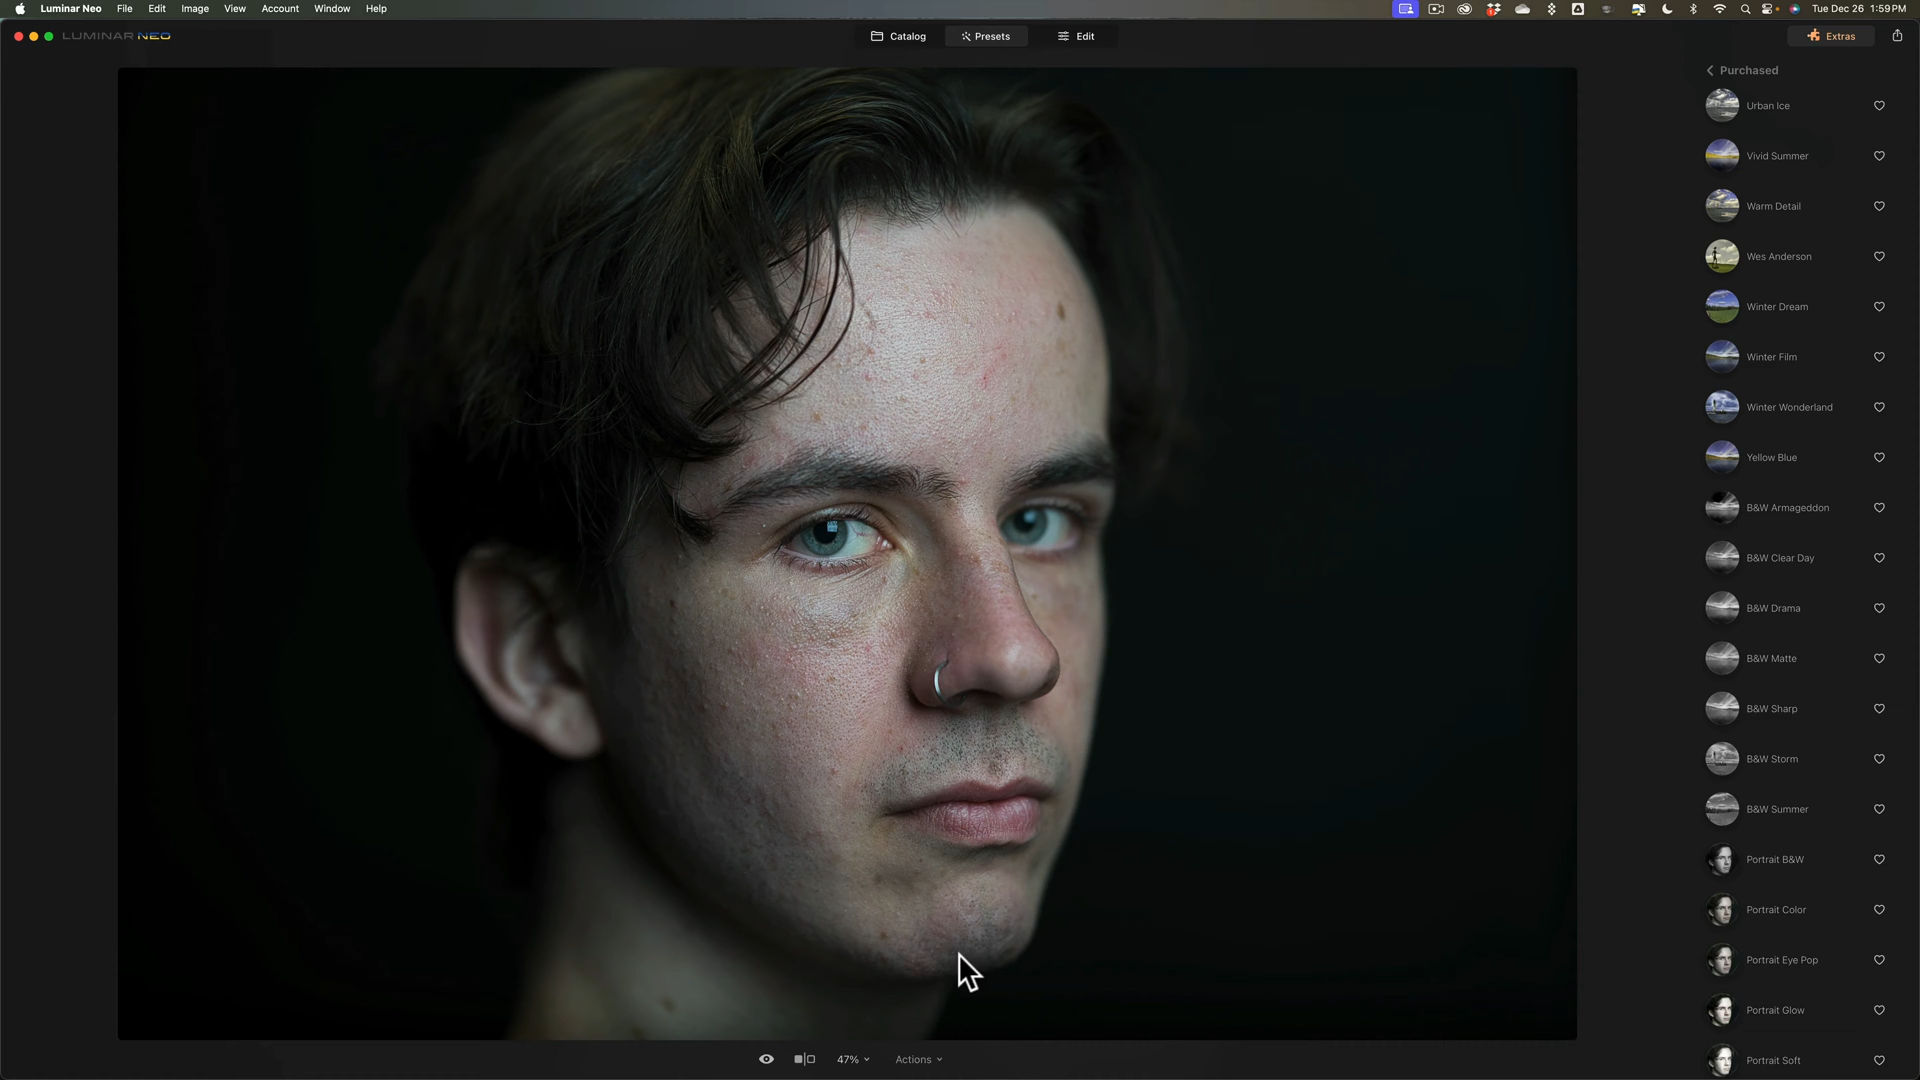 Luminar Neo File Edit Image View Account Window Help Tue Dec 26 1:59 PM
LUMINAR NEO Catalog Presets Edit Extras
Purchased
Urban Ice
Vivid Summer
Warm Detail
Wes Anderson
Winter Dream
Winter Film
Winter Wonderland
Yellow Blue
B&W Armageddon
B&W Clear Day
B&W Drama
B&W Matte
B&W Sharp
B&W Storm
B&W Summer
Portrait B&W
Portrait Color
Portrait Eye Pop
Portrait Glow
Portrait Soft
47% Actions